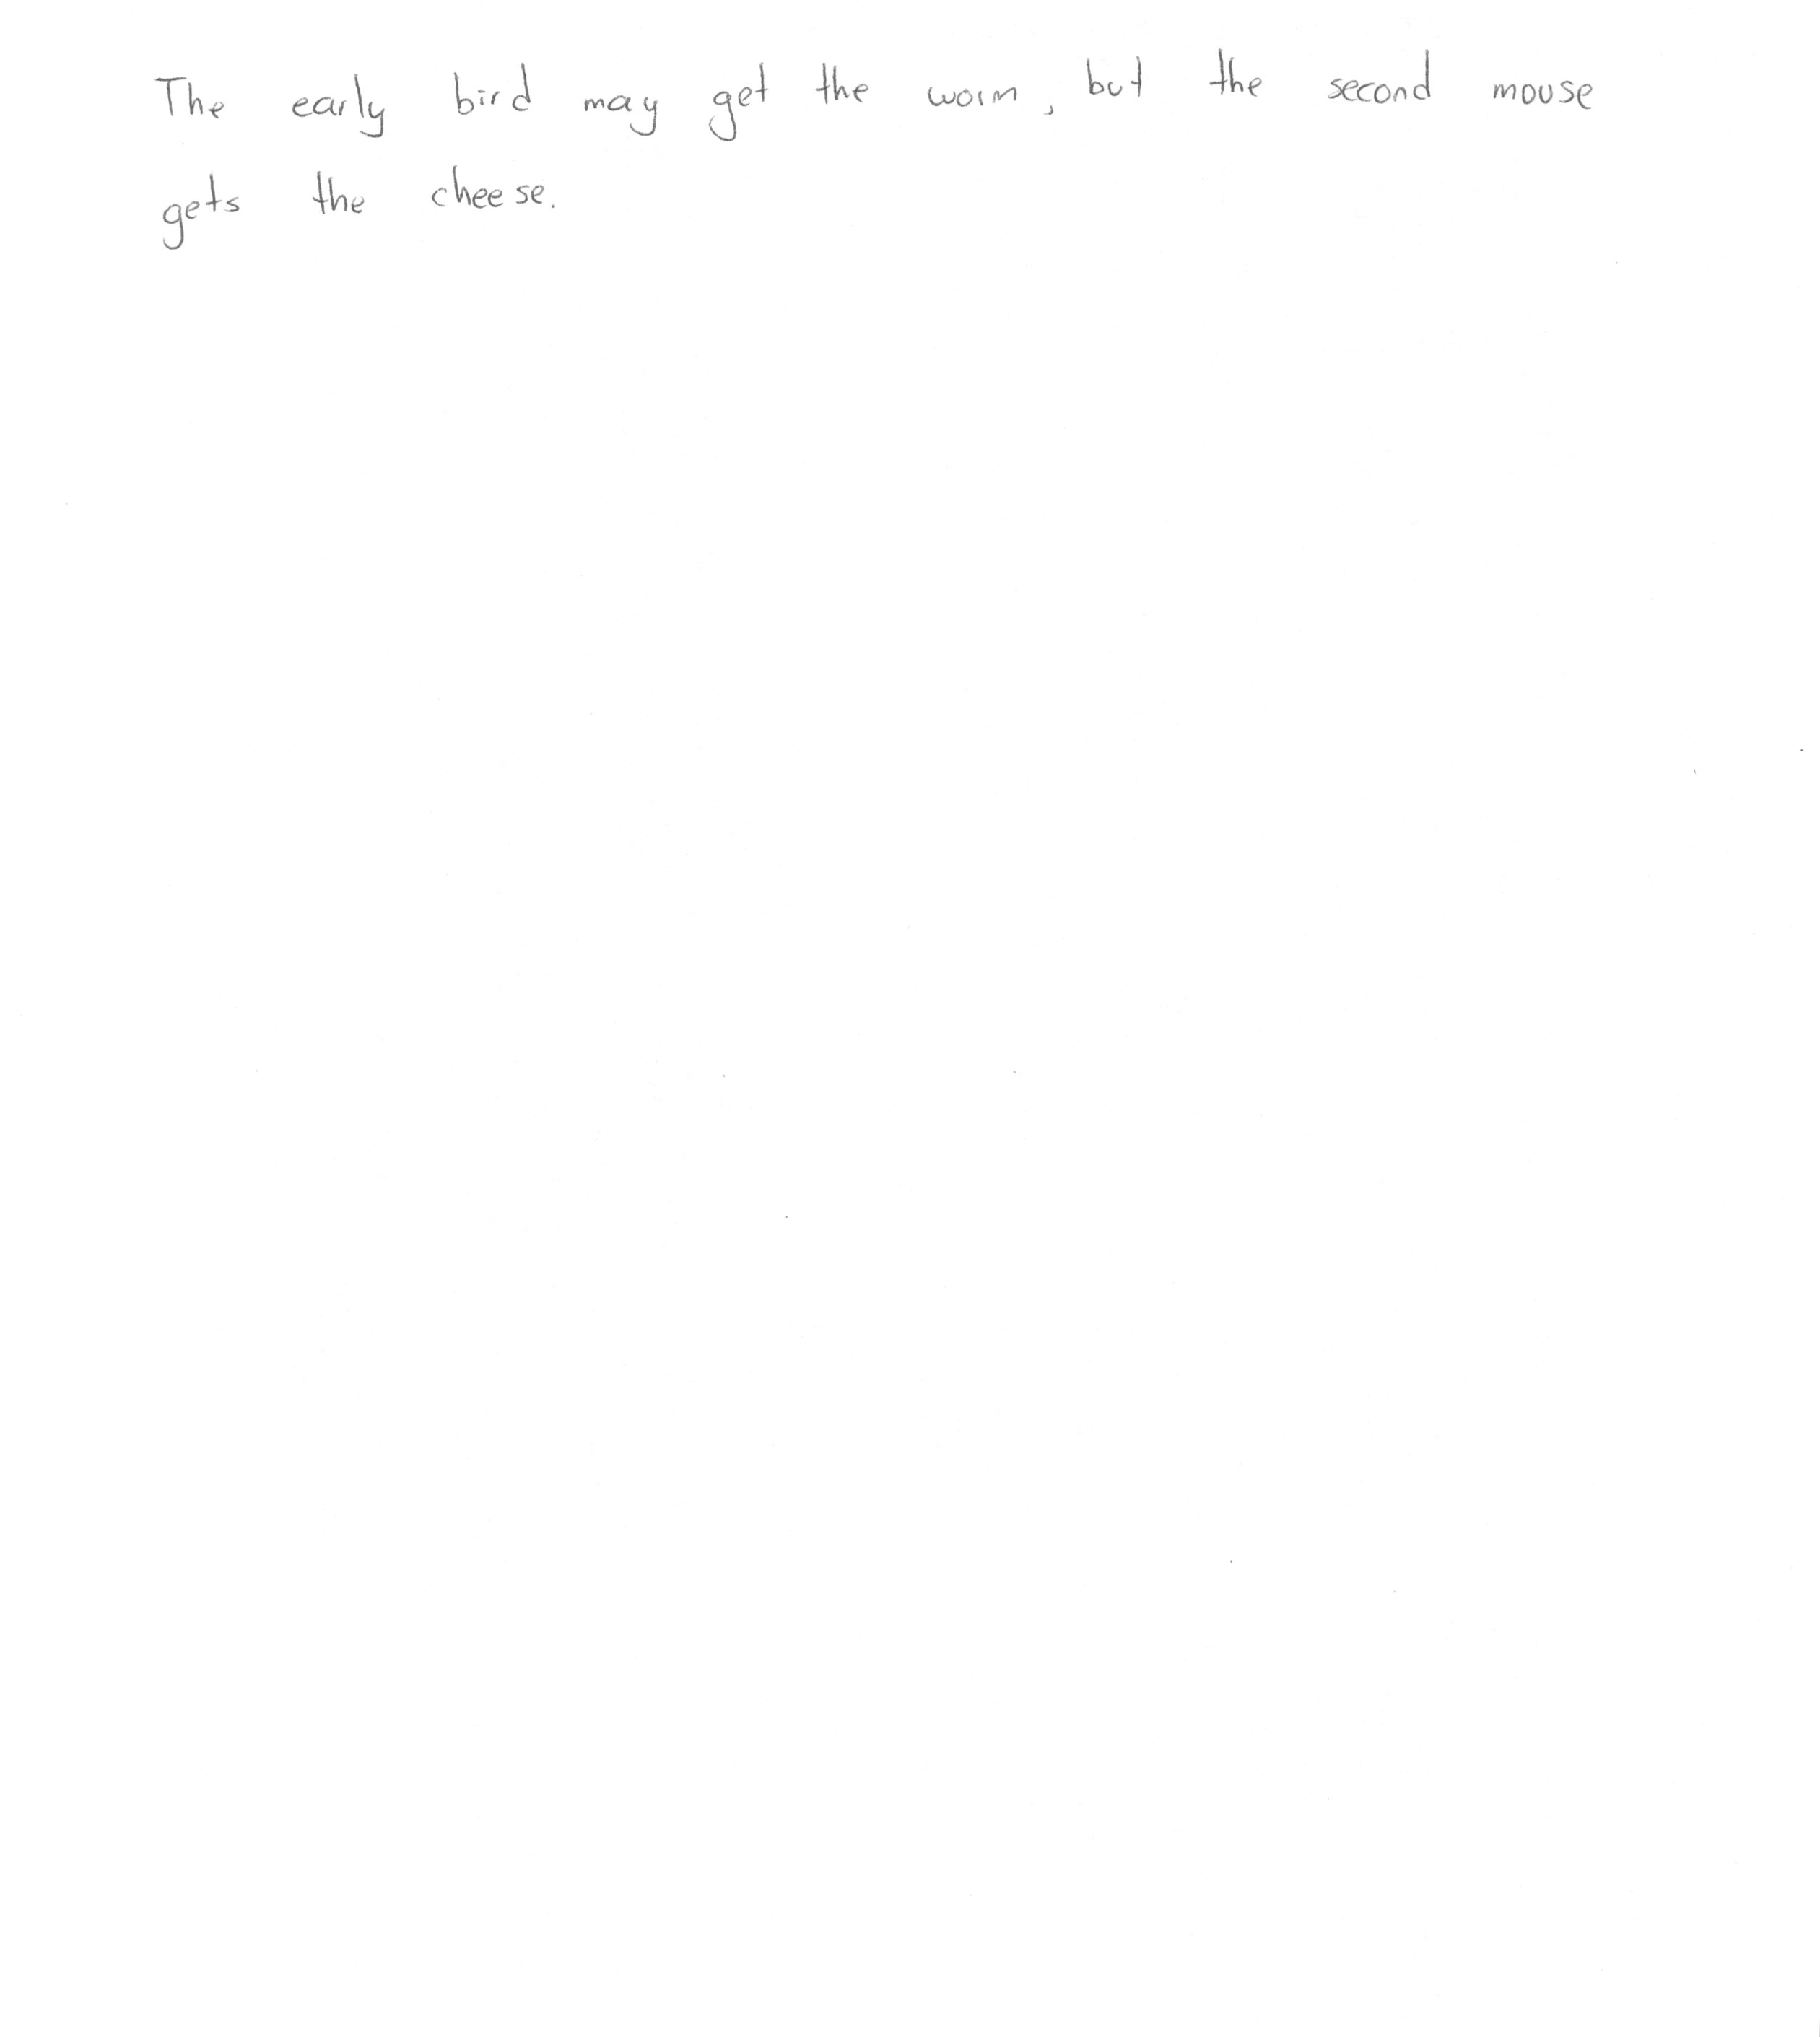 The early bird may get the worm, but the second mouse
gets the cheese.